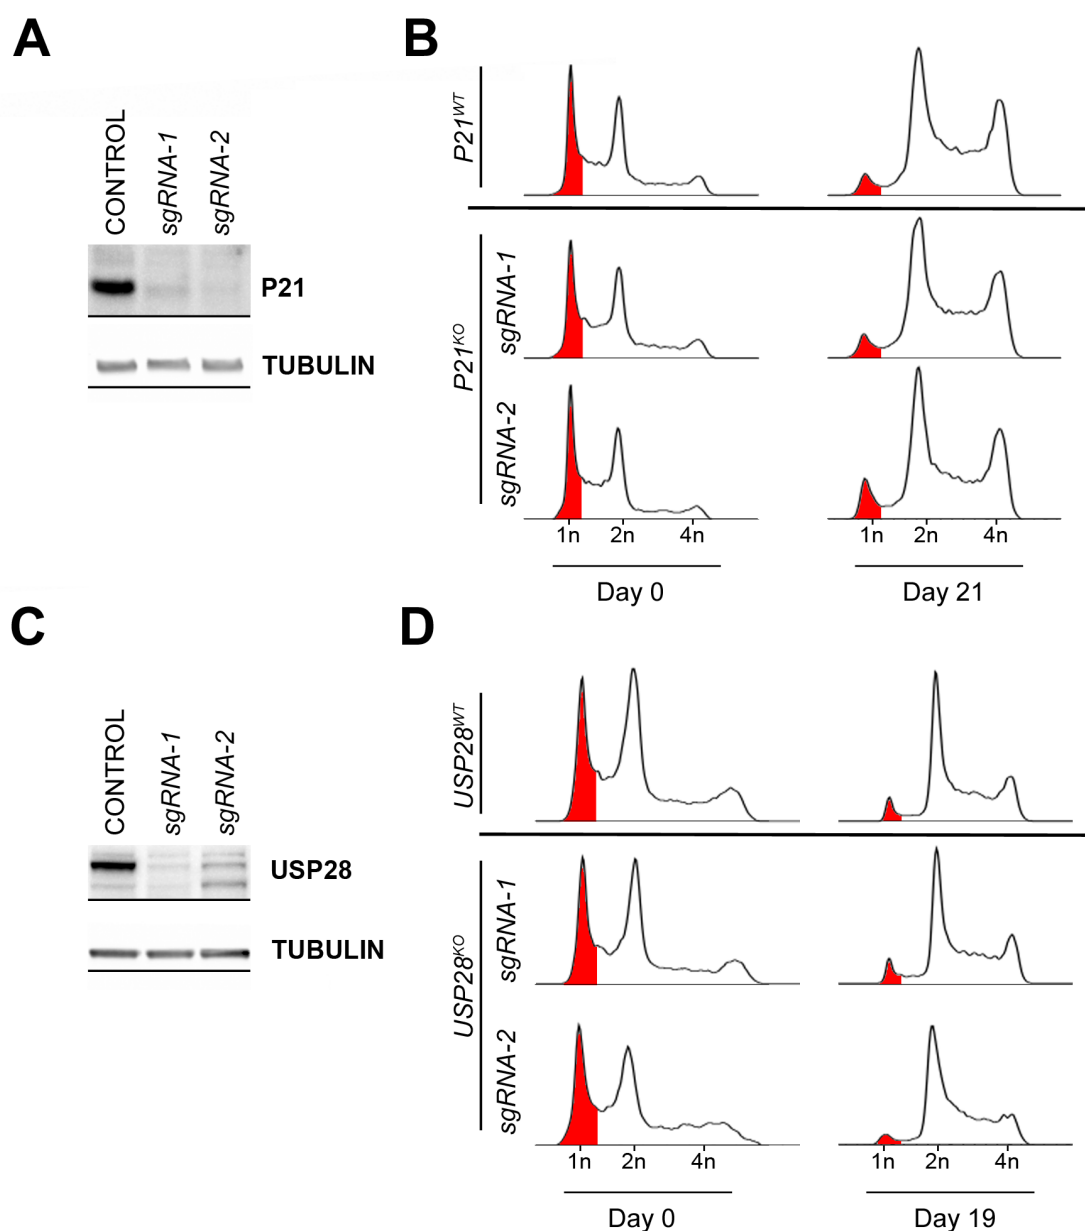 A
CONTROL
sgRNA-1
sgRNA-2
P21
TUBULIN
B
P21WT
P21KO
sgRNA-1
sgRNA-2
1n 2n 4n
1n 2n 4n
Day 0
Day 21
C
CONTROL
sgRNA-1
sgRNA-2
USP28
TUBULIN
D
USP28WT
USP28KO
sgRNA-1
sgRNA-2
1n 2n 4n
1n 2n 4n
Day 0
Day 19